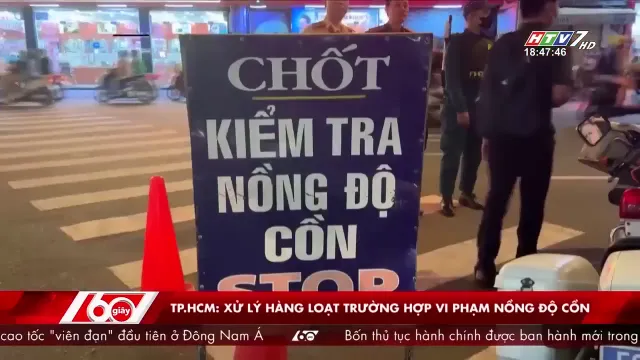 HTV7 HD
18:47:46
CHỐT
KIỂM TRA
NỒNG ĐỘ
CỒN
STOP
60 giây
TP.HCM: XỬ LÝ HÀNG LOẠT TRƯỜNG HỢP VI PHẠM NỒNG ĐỘ CỒN
cao tốc "viên đạn" đầu tiên ở Đông Nam Á 60 Bốn thủ tục hành chính được ban hành mới trong